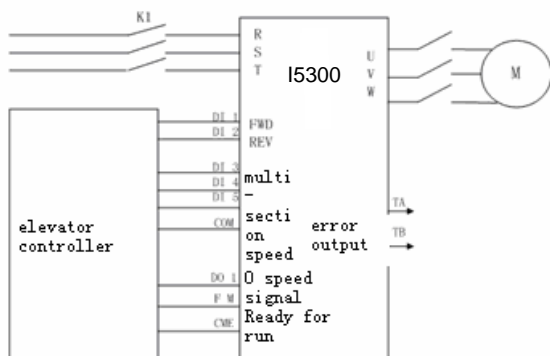 K1
R
S
T
I5300
U
V
W
M
DI 1
DI 2
FWD
REV
DI 3
DI 4
DI 5
multi
-
secti
on
speed
COM
elevator
controller
error
output
TA
TB
DO 1
O speed
signal
F M
Ready for
run
CME